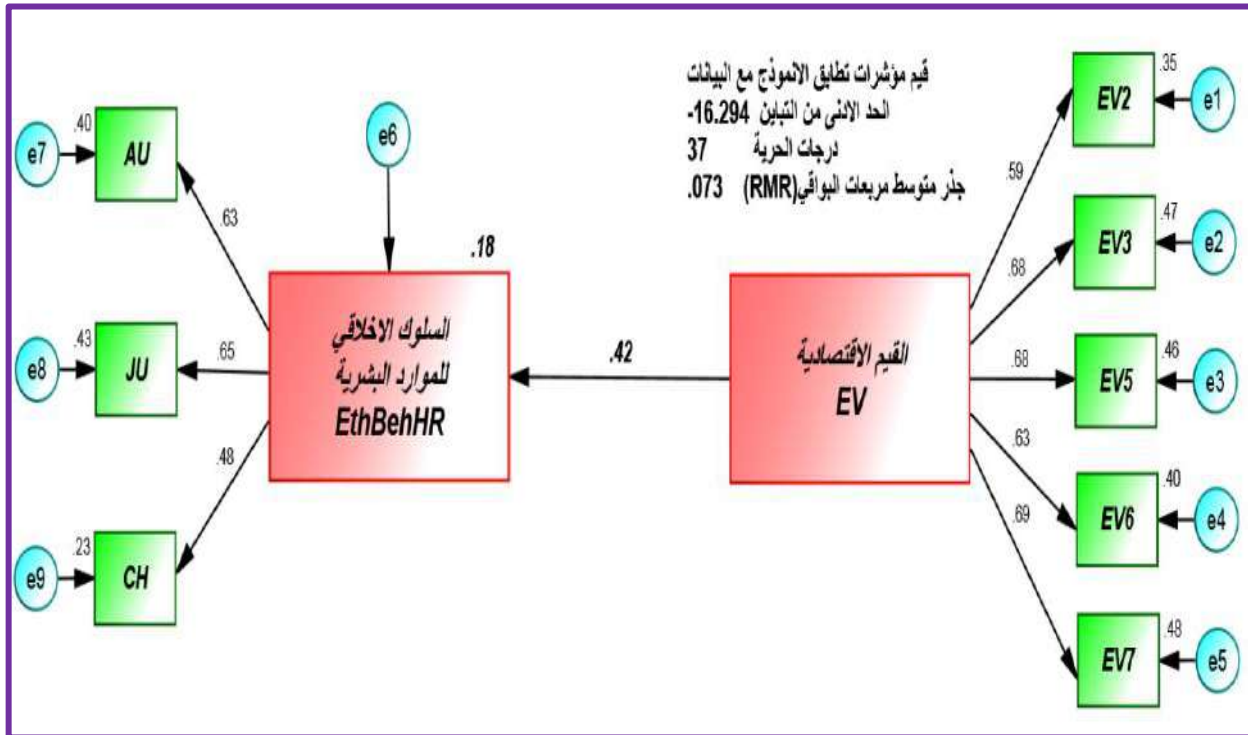 قيم مؤشرات تطابق الانموذج مع البيانات
الحد الادنى من التباين 16.294-
درجات الحرية 37
جذر متوسط مربعات البواقي(RMR) .073
.40
e7
AU
.63
e6
.18
السلوك الاخلاقي
للموارد البشرية
EthBehHR
.43
e8
JU
.65
.48
.23
e9
CH
.42
القيم الاقتصادية
EV
.59
.35
EV2
e1
.68
.47
EV3
e2
.68
.46
EV5
e3
.63
.40
EV6
e4
.69
.48
EV7
e5